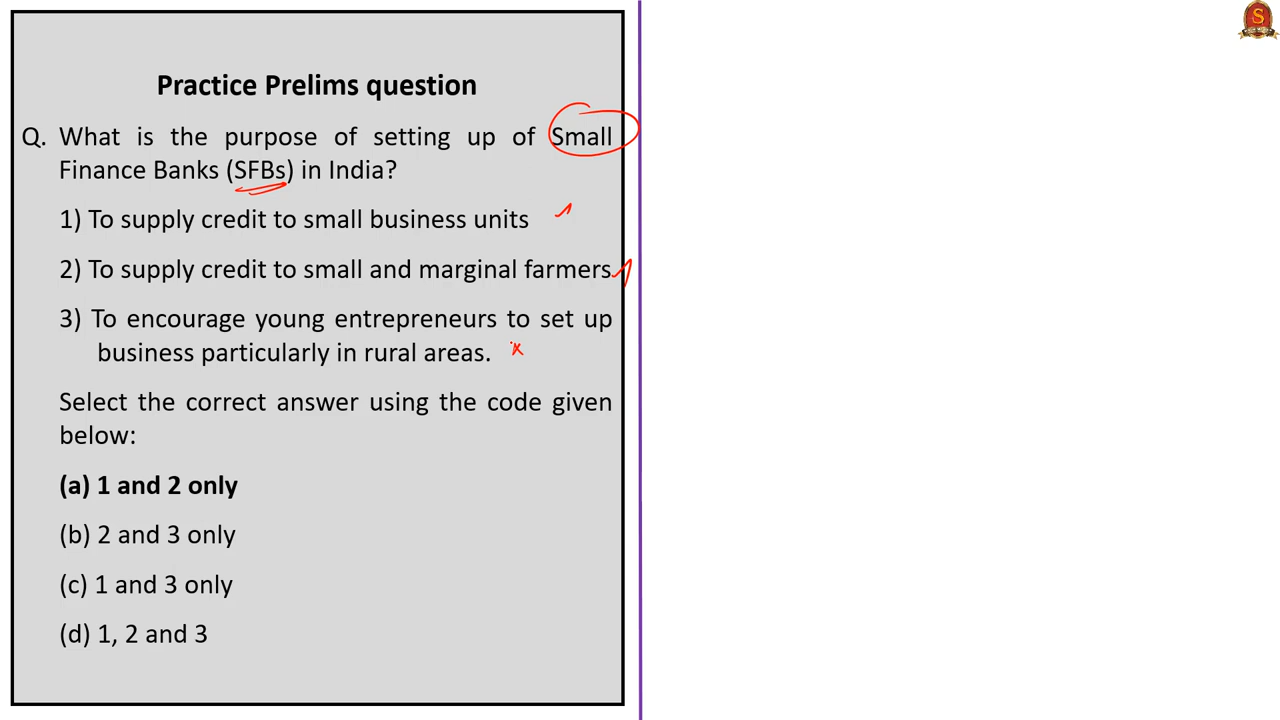 Practice Prelims question
Q. What is the purpose of setting up of Small
Finance Banks (SFBs) in India?
1) To supply credit to small business units
2) To supply credit to small and marginal farmers
3) To encourage young entrepreneurs to set up
business particularly in rural areas.
Select the correct answer using the code given
below:
(a) 1 and 2 only
(b) 2 and 3 only
(c) 1 and 3 only
(d) 1, 2 and 3
S